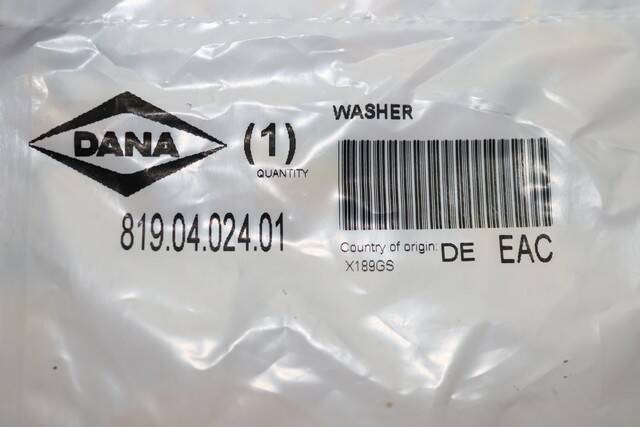 DANA
(1)
QUANTITY
819.04.024.01
WASHER
Country of origin: DE EAC
X189GS